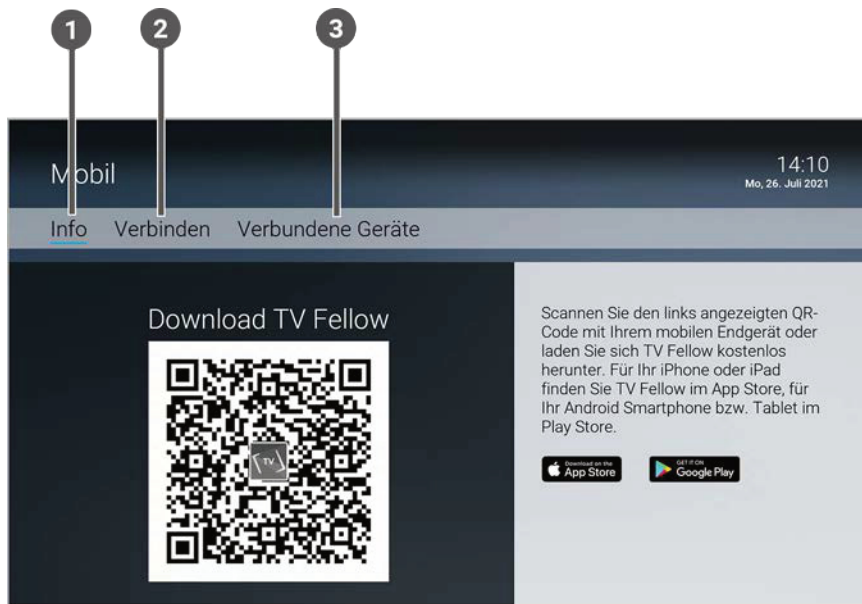 1 2 3
Mobil
14:10
Mo, 26. Juli 2021
Info Verbinden Verbundene Geräte
Download TV Fellow
TV
Scannen Sie den links angezeigten QR-
Code mit Ihrem mobilen Endgerät oder
laden Sie sich TV Fellow kostenlos
herunter. Für Ihr iPhone oder iPad
finden Sie TV Fellow im App Store, für
Ihr Android Smartphone bzw. Tablet im
Play Store.
Download on the
App Store
GET IT ON
Google Play